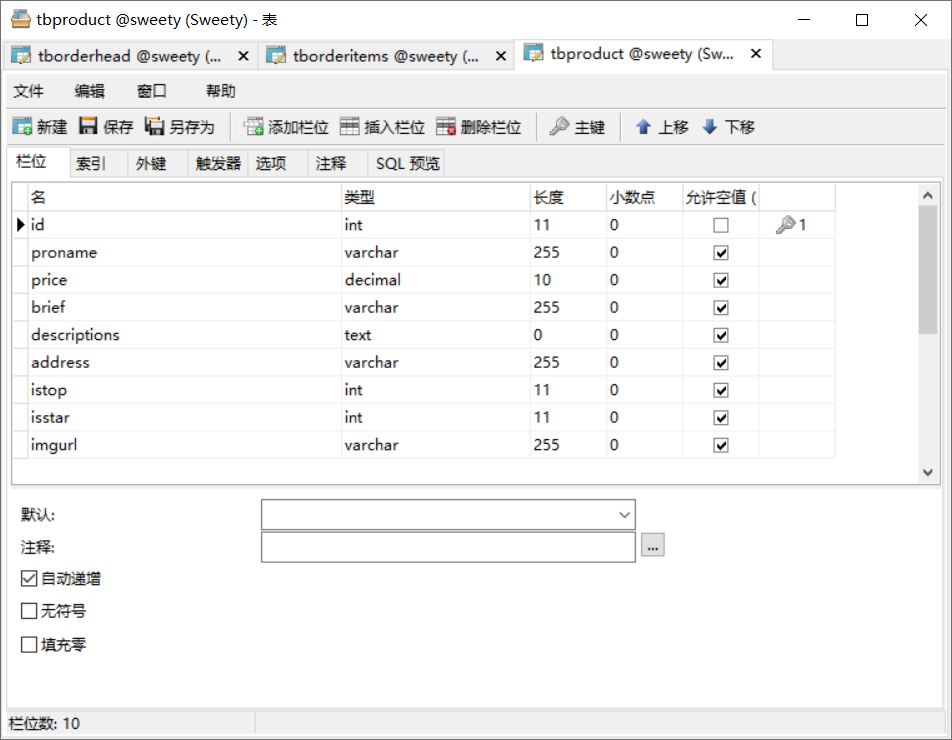 tbproduct @sweety (Sweety) - 表
tborderhead @sweety (... tborderitems @sweety (... tbproduct @sweety (Sw...
文件 编辑 窗口 帮助
新建 保存 另存为 添加栏位 插入栏位 删除栏位 主键 上移 下移
栏位 索引 外键 触发器 选项 注释 SQL 预览
名 类型 长度 小数点 允许空值 (
id int 11 0 1
proname varchar 255 0
price decimal 10 0
brief varchar 255 0
descriptions text 0 0
address varchar 255 0
istop int 11 0
isstar int 11 0
imgurl varchar 255 0
默认:
注释: ...
自动递增
无符号
填充零
栏位数: 10